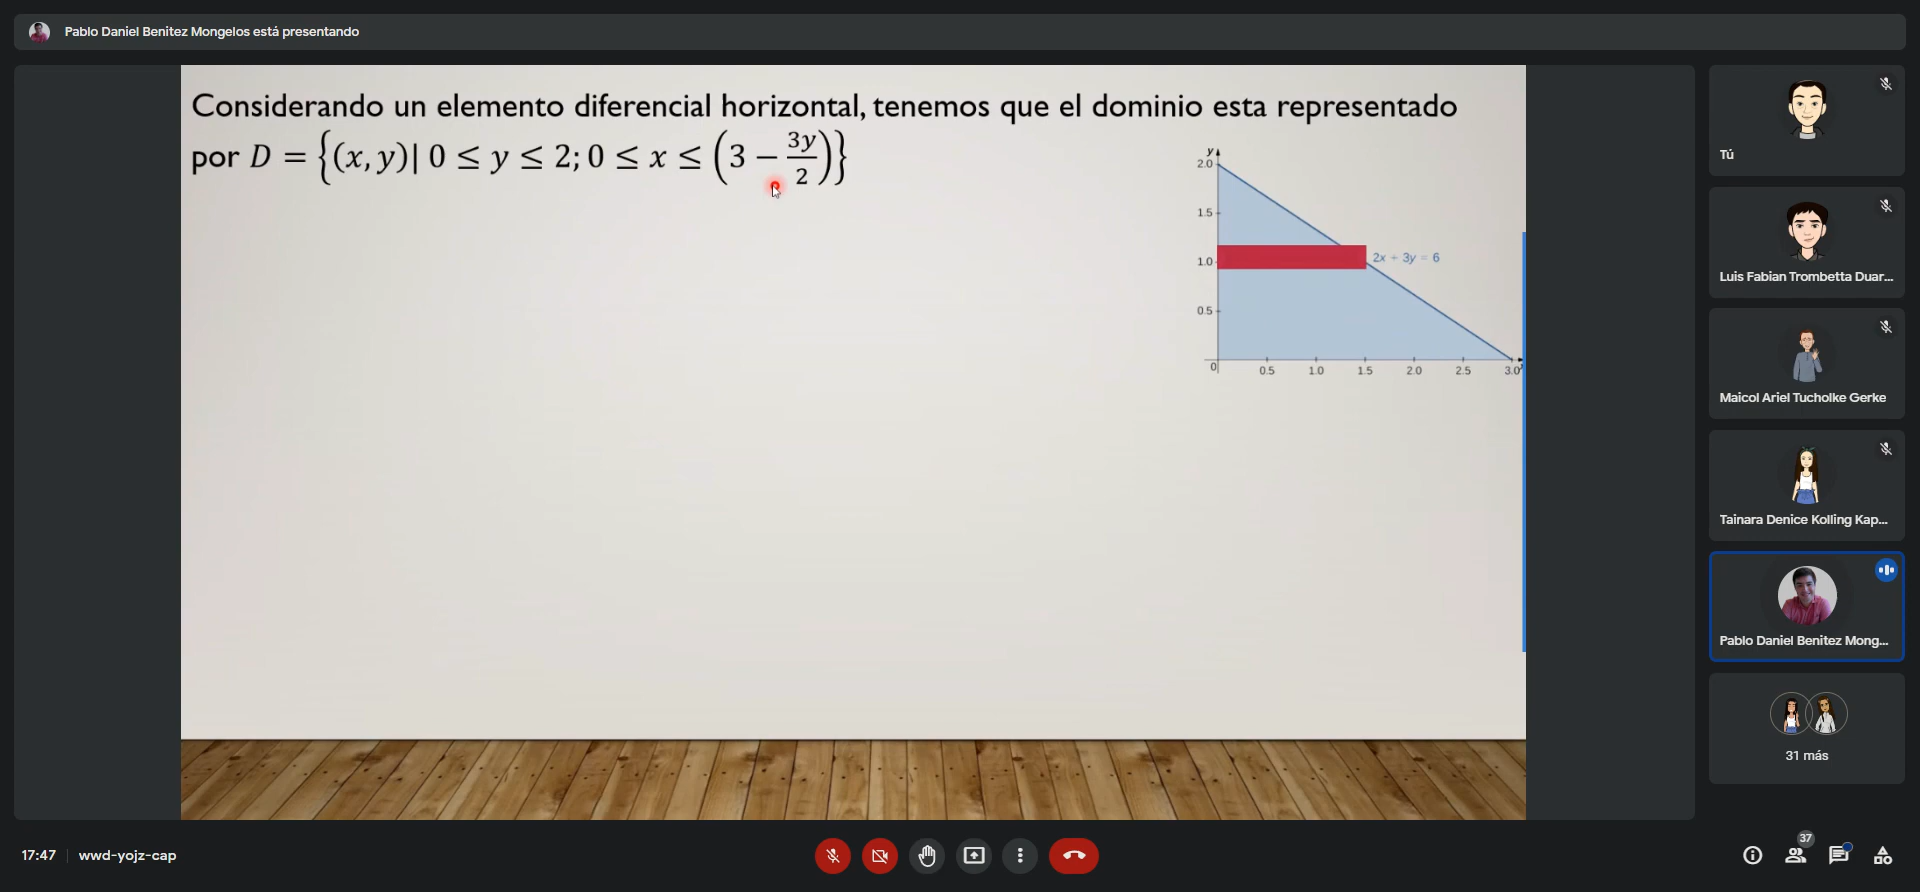 Pablo Daniel Benitez Mongelos está presentando
Considerando un elemento diferencial horizontal, tenemos que el dominio esta representado
por D = {(x, y)| 0 ≤ y ≤ 2; 0 ≤ x ≤ (3 − 3y/2)}
y
2.0
1.5
1.0
0.5
0
0.5
1.0
1.5
2.0
2.5
3.0
2x + 3y = 6
Tú
Luis Fabian Trombetta Duar...
Maicol Ariel Tucholke Gerke
Tainara Denice Kolling Kap...
Pablo Daniel Benitez Mong...
31 más
17:47 | wwd-yojz-cap
37